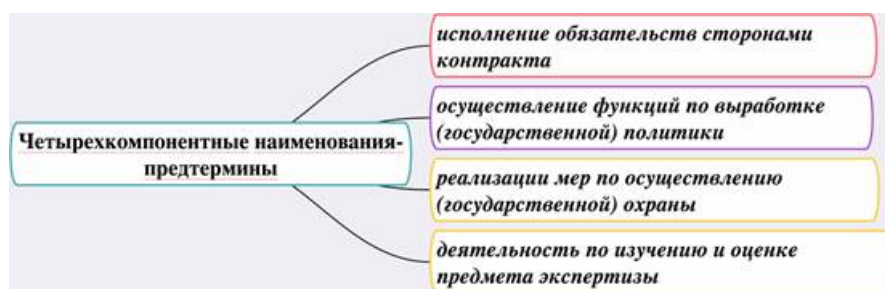 Четырехкомпонентные наименования-
предтермины
исполнение обязательств сторонами
контракта
осуществление функций по выработке
(государственной) политики
реализации мер по осуществлению
(государственной) охраны
деятельность по изучению и оценке
предмета экспертизы